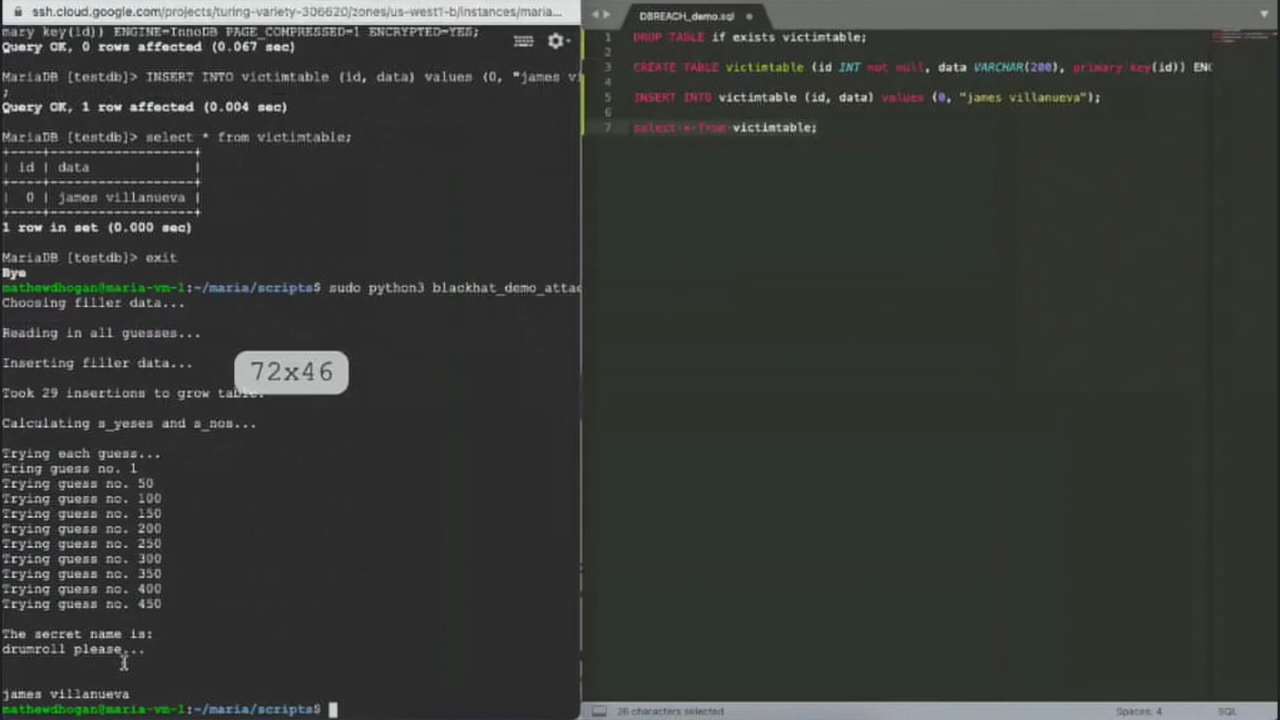 ssh.cloud.google.com/projects/turing-variety-306620/zones/us-west1-b/instances/maria...
mary key(id)) ENGINE=InnoDB PAGE_COMPRESSED=1 ENCRYPTED=YES;
Query OK, 0 rows affected (0.067 sec)
MariaDB [testdb]> INSERT INTO victimtable (id, data) values (0, "james vi
;
Query OK, 1 row affected (0.004 sec)
MariaDB [testdb]> select * from victimtable;
+----+------------------+
| id | data             |
+----+------------------+
|  0 | james villanueva |
+----+------------------+
1 row in set (0.000 sec)
MariaDB [testdb]> exit
Bye
mathewdhogan@maria-vm-1:~/maria/scripts$ sudo python3 blackhat_demo_attac
Choosing filler data...
Reading in all guesses...
Inserting filler data...
72x46
Took 29 insertions to grow table.
Calculating s_yeses and s_nos...
Trying each guess...
Tring guess no. 1
Trying guess no. 50
Trying guess no. 100
Trying guess no. 150
Trying guess no. 200
Trying guess no. 250
Trying guess no. 300
Trying guess no. 350
Trying guess no. 400
Trying guess no. 450
The secret name is:
drumroll please...
james villanueva
mathewdhogan@maria-vm-1:~/maria/scripts$
DBREACH_demo.sql
1 DROP TABLE if exists victimtable;
2
3 CREATE TABLE victimtable (id INT not null, data VARCHAR(200), primary key(id)) ENG
4
5 INSERT INTO victimtable (id, data) values (0, "james villanueva");
6
7 select * from victimtable;
26 characters selected
Spaces: 4
SQL